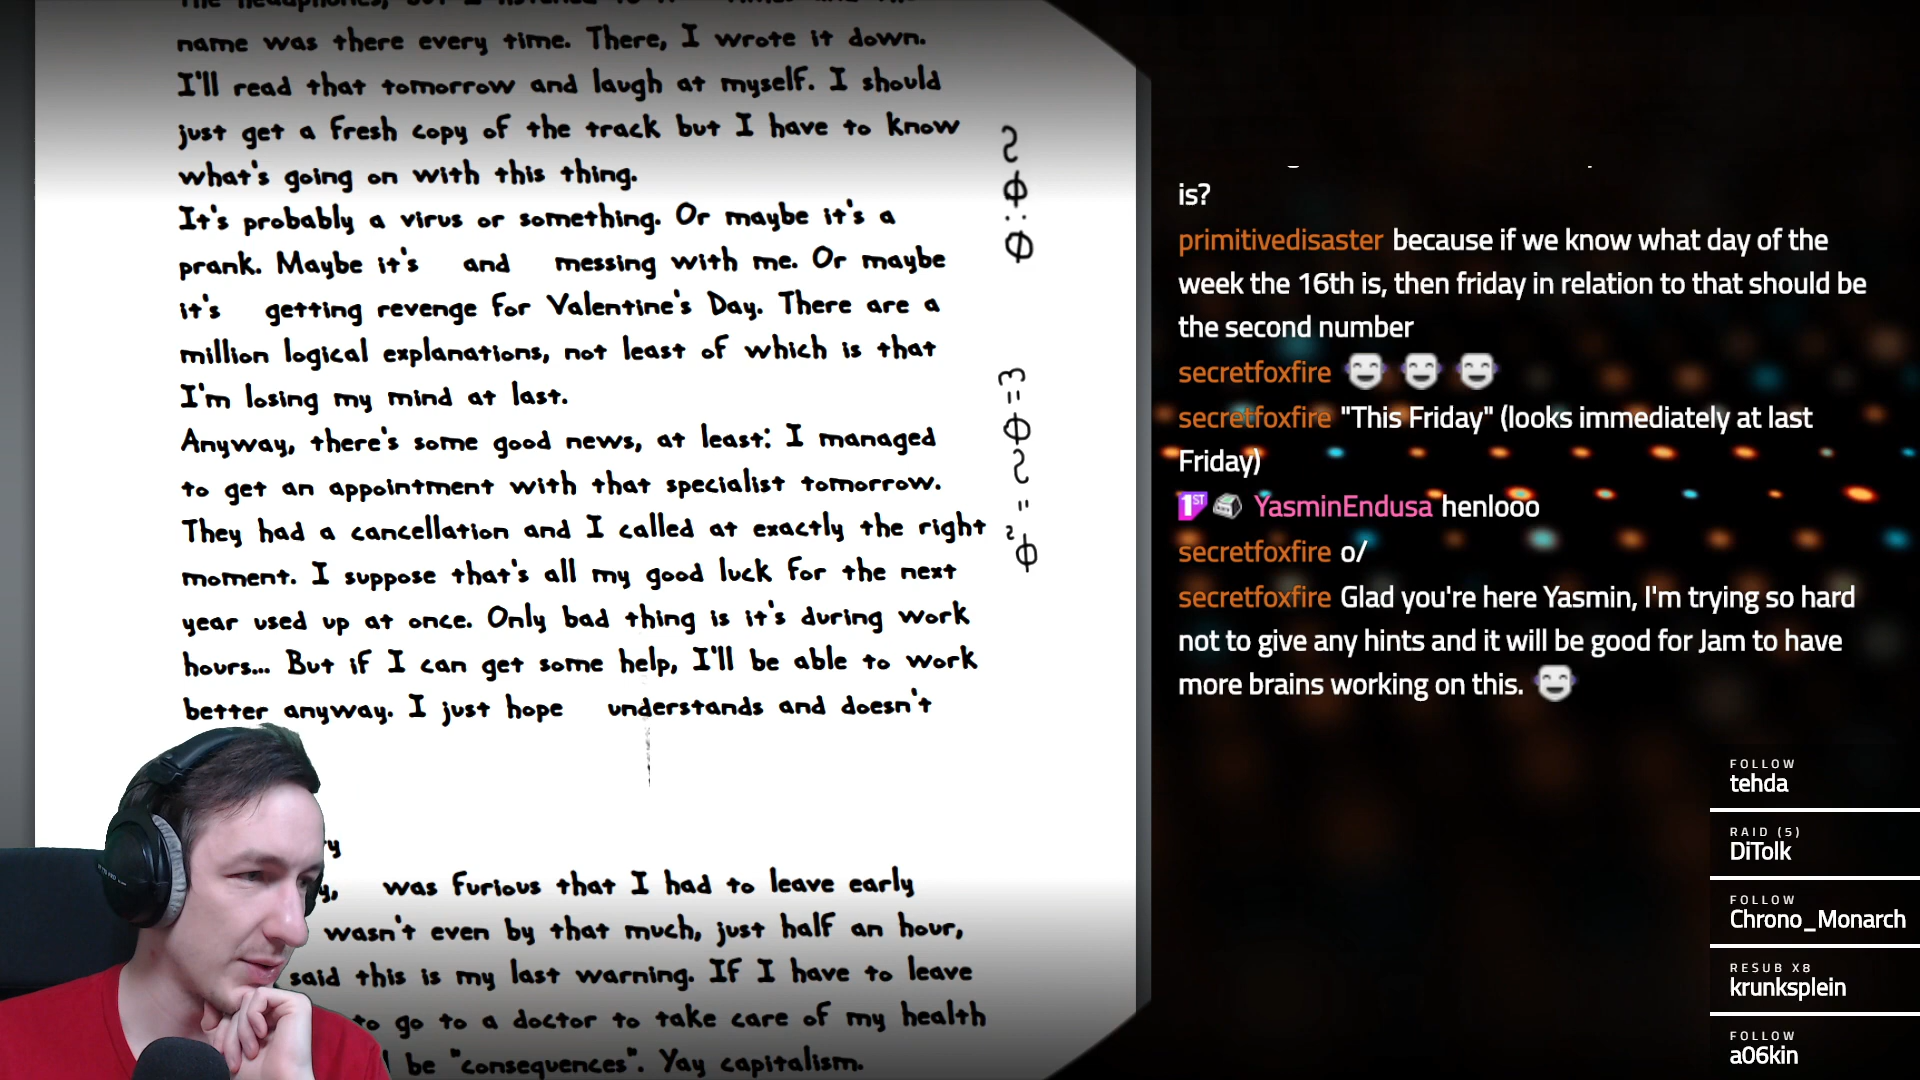 name was there every time. There, I wrote it down.
I'll read that tomorrow and laugh at myself. I should
just get a fresh copy of the track but I have to know
what's going on with this thing.
It's probably a virus or something. Or maybe it's a
prank. Maybe it's and messing with me. Or maybe
it's getting revenge for Valentine's Day. There are a
million logical explanations, not least of which is that
I'm losing my mind at last.
Anyway, there's some good news, at least: I managed
to get an appointment with that specialist tomorrow.
They had a cancellation and I called at exactly the right
moment. I suppose that's all my good luck for the next
year used up at once. Only bad thing is it's during work
hours... But if I can get some help, I'll be able to work
better anyway. I just hope understands and doesn't
was furious that I had to leave early
wasn't even by that much, just half an hour,
said this is my last warning. If I have to leave
to go to a doctor to take care of my health
be "consequences". Yay capitalism.
is?
primitivedisaster because if we know what day of the
week the 16th is, then friday in relation to that should be
the second number
secretfoxfire
secretfoxfire "This Friday" (looks immediately at last
Friday)
1ST YasminEndusa henlooo
secretfoxfire o/
secretfoxfire Glad you're here Yasmin, I'm trying so hard
not to give any hints and it will be good for Jam to have
more brains working on this.
FOLLOW
tehda
RAID (5)
DiTolk
FOLLOW
Chrono_Monarch
RESUB X8
krunksplein
FOLLOW
a06kin